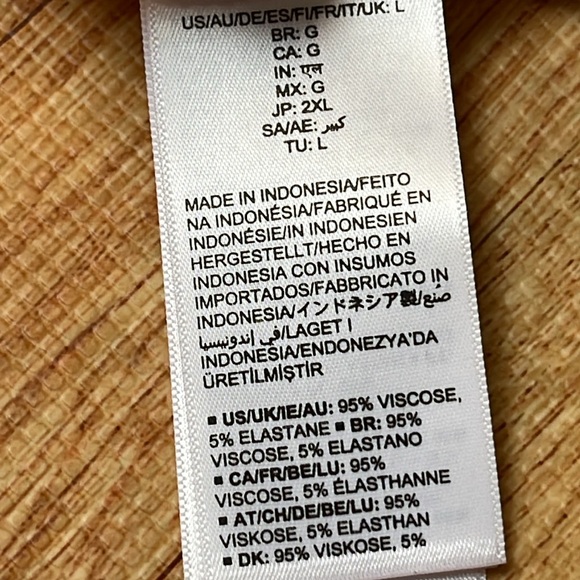 US/AU/DE/ES/FI/FR/IT/UK: L
BR: G
CA: G
IN: एल
MX: G
JP: 2XL
SA/AE: كبير
TU: L
MADE IN INDONESIA/FEITO
NA INDONÉSIA/FABRIQUÉ EN
INDONÉSIE/IN INDONESIEN
HERGESTELLT/HECHO EN
INDONESIA CON INSUMOS
IMPORTADOS/FABBRICATO IN
INDONESIA/インドネシア製/صُنع
في إندونيسيا/LAGET I
INDONESIA/ENDONEZYA'DA
ÜRETİLMİŞTİR
▪ US/UK/IE/AU: 95% VISCOSE,
5% ELASTANE ▪ BR: 95%
VISCOSE, 5% ELASTANO
▪ CA/FR/BE/LU: 95%
VISCOSE, 5% ÉLASTHANNE
▪ AT/CH/DE/BE/LU: 95%
VISKOSE, 5% ELASTHAN
▪ DK: 95% VISKOSE, 5%